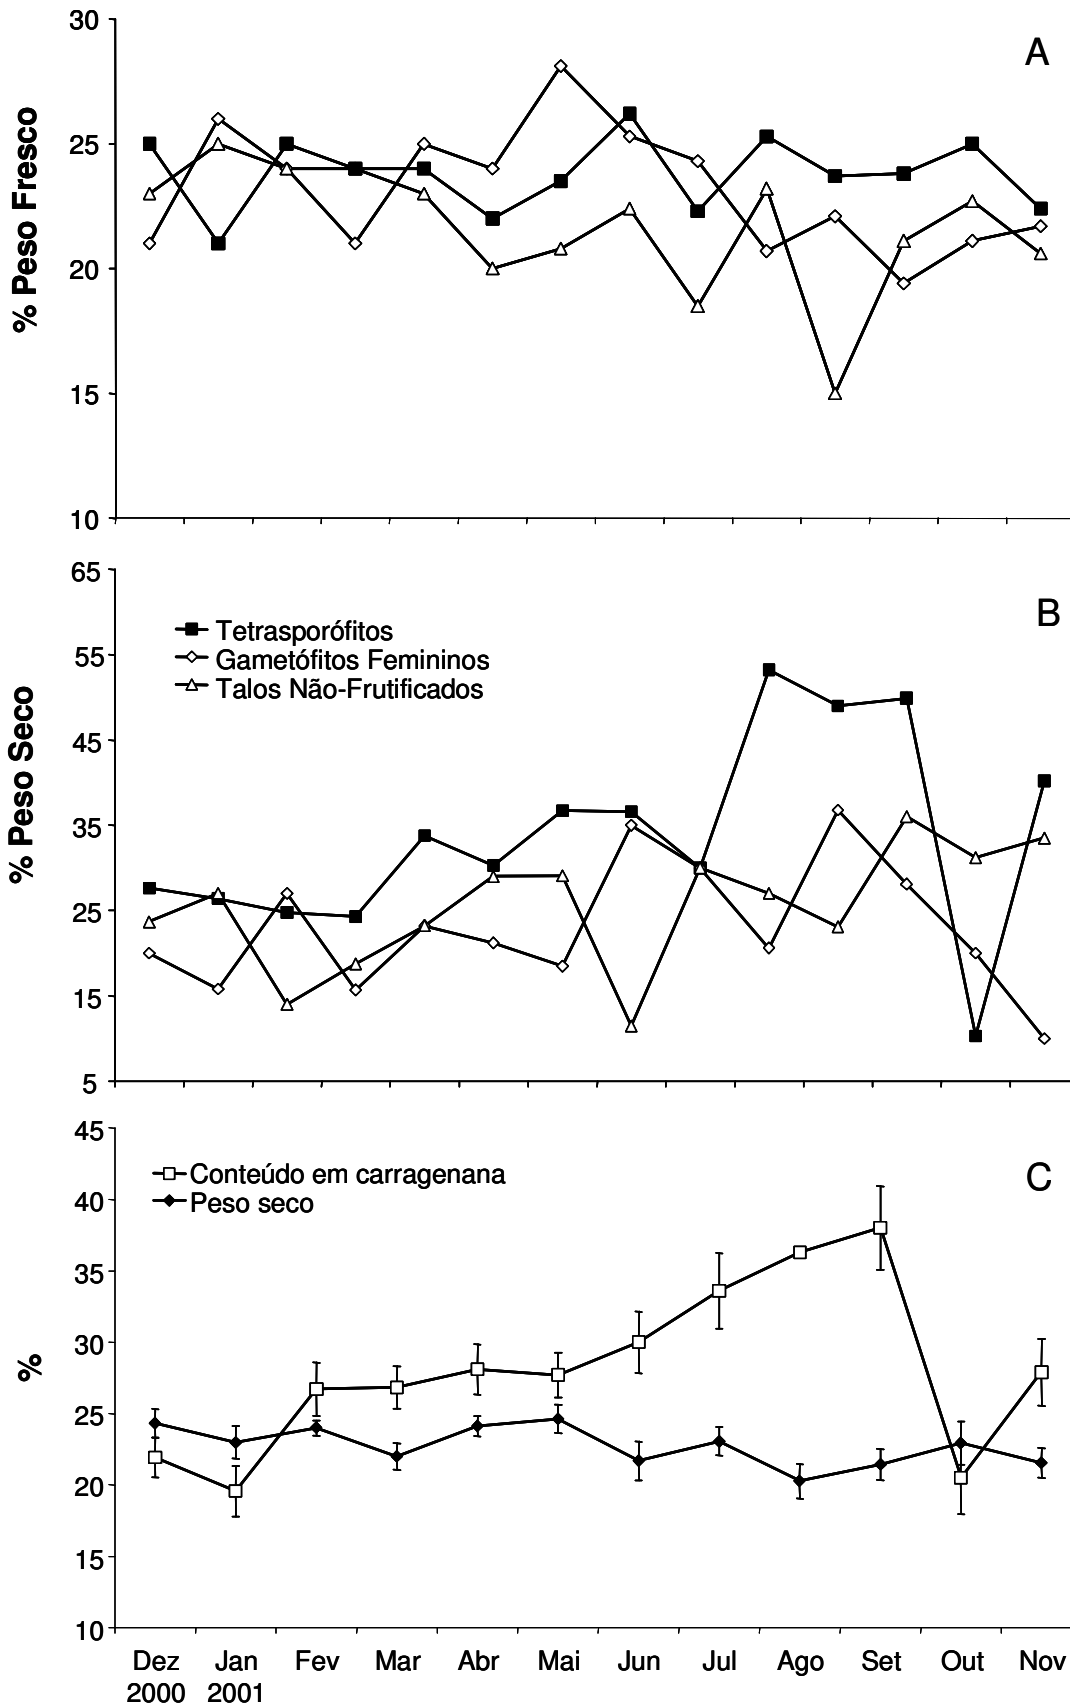 30
A
25
% Peso Fresco
20
15
10
65
B
Tetrasporófitos
55
Gametófitos Femininos
Talos Não-Frutificados
% Peso Seco
45
35
25
15
5
45
Conteúdo em carragenana
C
Peso seco
40
35
30
%
25
20
15
10
Dez Jan Fev Mar Abr Mai Jun Jul Ago Set Out Nov
2000 2001